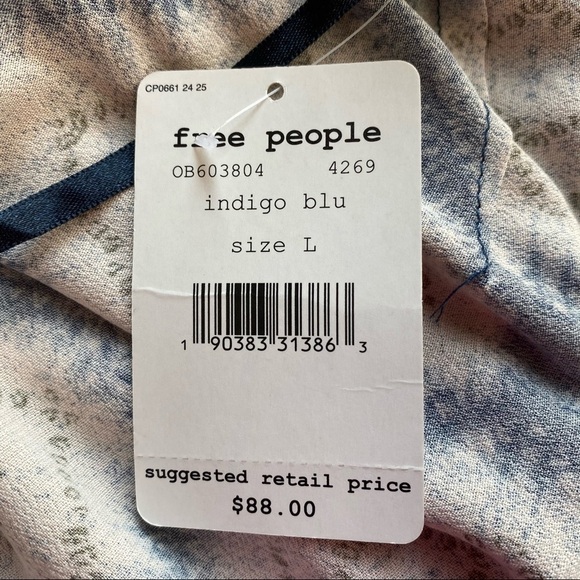 CP0661 24 25
free people
OB603804 4269
indigo blu
size L
1 90383 31386 3
suggested retail price
$88.00